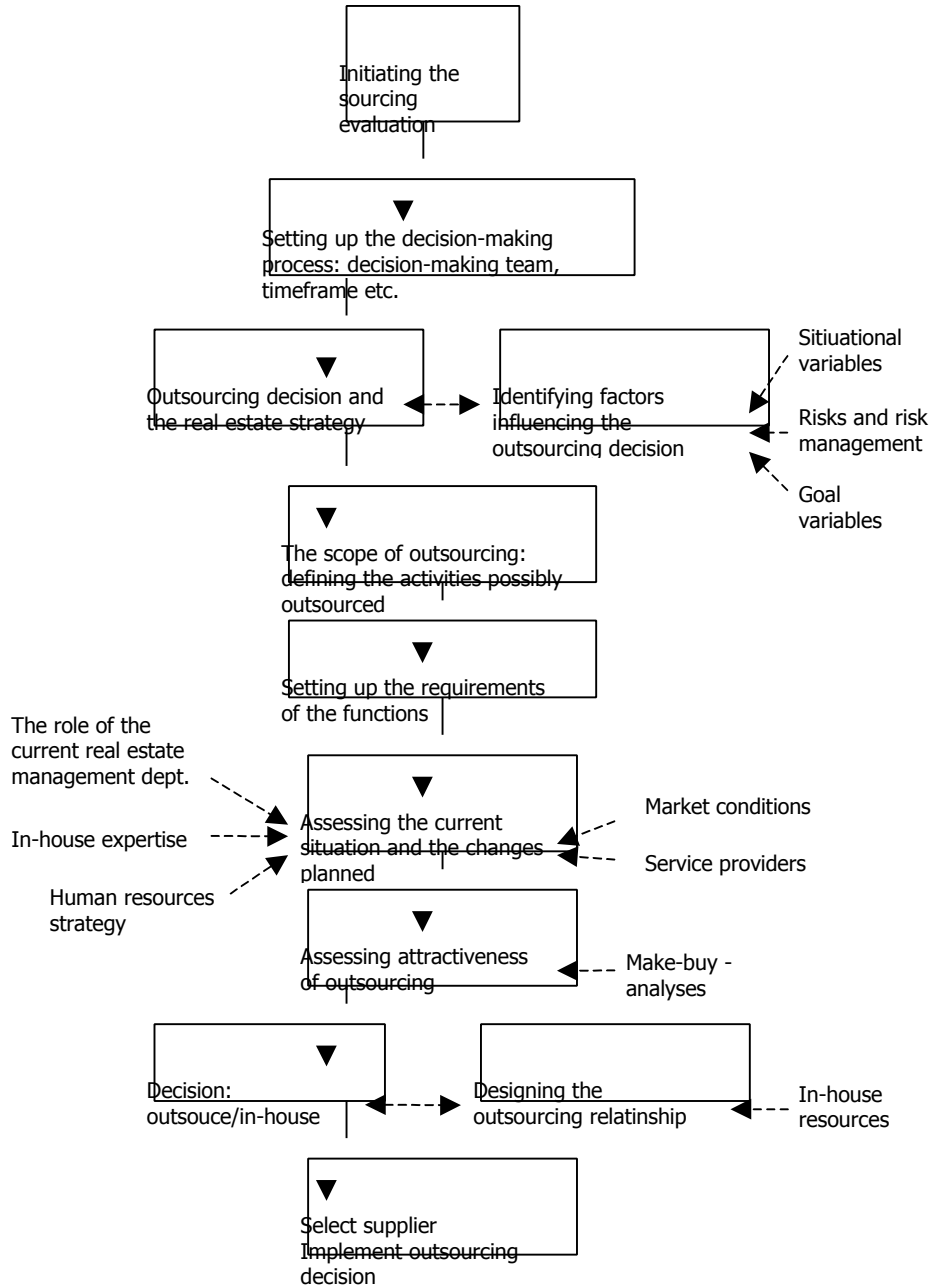 Initiating the
sourcing
evaluation
Setting up the decision-making
process: decision-making team,
timeframe etc.
Outsourcing decision and
the real estate strategy
Identifying factors
influencing the
outsourcing decision
Sitiuational
variables
Risks and risk
management
Goal
variables
The scope of outsourcing:
defining the activities possibly
outsourced
Setting up the requirements
of the functions
The role of the
current real estate
management dept.
In-house expertise
Human resources
strategy
Assessing the current
situation and the changes
planned
Market conditions
Service providers
Assessing attractiveness
of outsourcing
Make-buy -
analyses
Decision:
outsouce/in-house
Designing the
outsourcing relatinship
In-house
resources
Select supplier
Implement outsourcing
decision